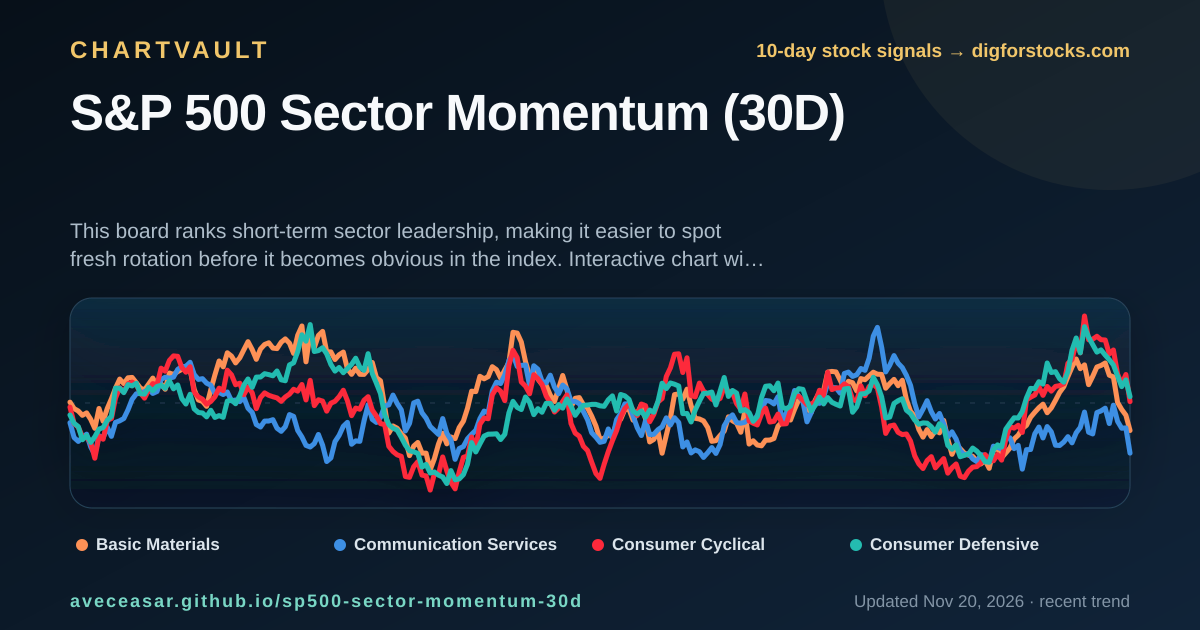 CHARTVAULT
10-day stock signals → digforstocks.com
S&P 500 Sector Momentum (30D)
This board ranks short-term sector leadership, making it easier to spot
fresh rotation before it becomes obvious in the index. Interactive chart wi…
Basic Materials
Communication Services
Consumer Cyclical
Consumer Defensive
aveceasar.github.io/sp500-sector-momentum-30d
Updated Nov 20, 2026 · recent trend